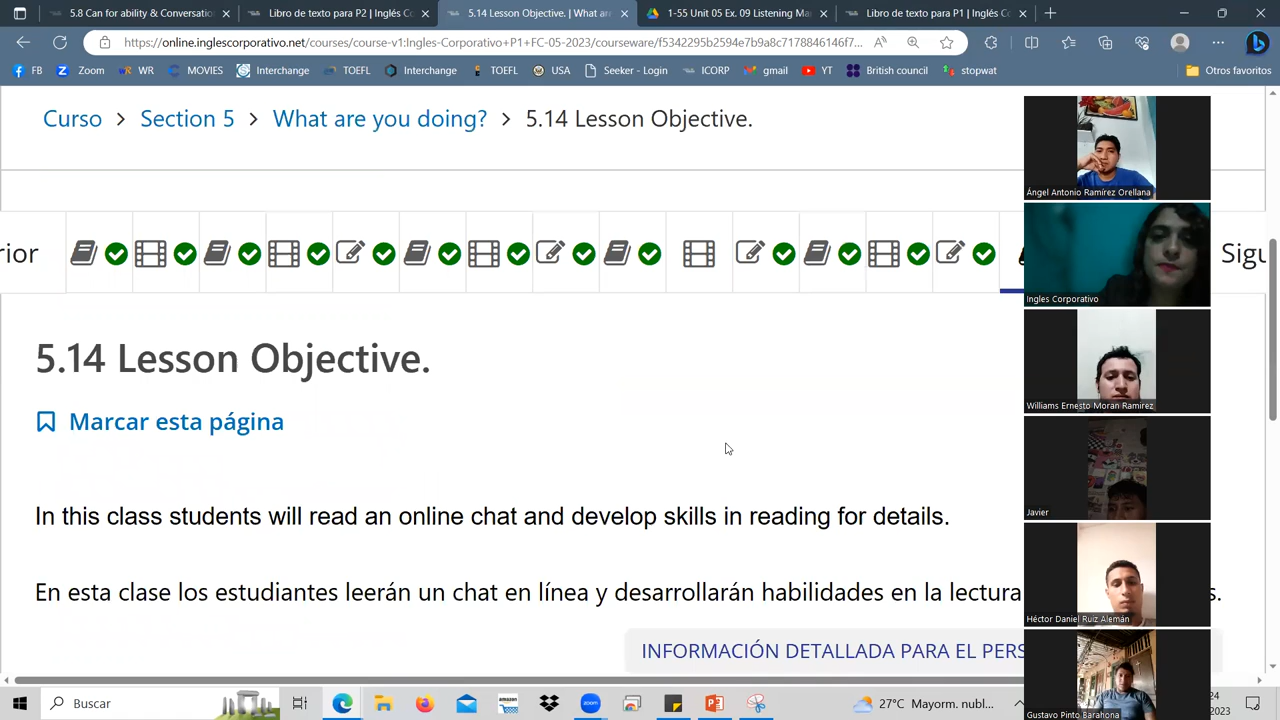 5.8 Can for ability & Conversation
Libro de texto para P2 | Inglés Co
5.14 Lesson Objective. | What are
1-55 Unit 05 Ex. 09 Listening Ma
Libro de texto para P1 | Inglés Co
https://online.inglescorporativo.net/courses/course-v1:Ingles-Corporativo+P1+FC-05-2023/courseware/f5342295b2594e7b9a8c7178846146f7...
FB
Zoom
WR
MOVIES
Interchange
TOEFL
Interchange
TOEFL
USA
Seeker - Login
ICORP
gmail
YT
British council
stopwat
Otros favoritos
Curso > Section 5 > What are you doing? > 5.14 Lesson Objective.
rior
Sigu
5.14 Lesson Objective.
Marcar esta página
In this class students will read an online chat and develop skills in reading for details.
En esta clase los estudiantes leerán un chat en línea y desarrollarán habilidades en la lectura
s.
INFORMACIÓN DETALLADA PARA EL PERS
Ángel Antonio Ramírez Orellana
Ingles Corporativo
Williams Ernesto Moran Ramirez
Javier
Héctor Daniel Ruiz Alemán
Gustavo Pinto Barahona
Buscar
amazon
zoom
27°C Mayorm. nubl...
24
2023